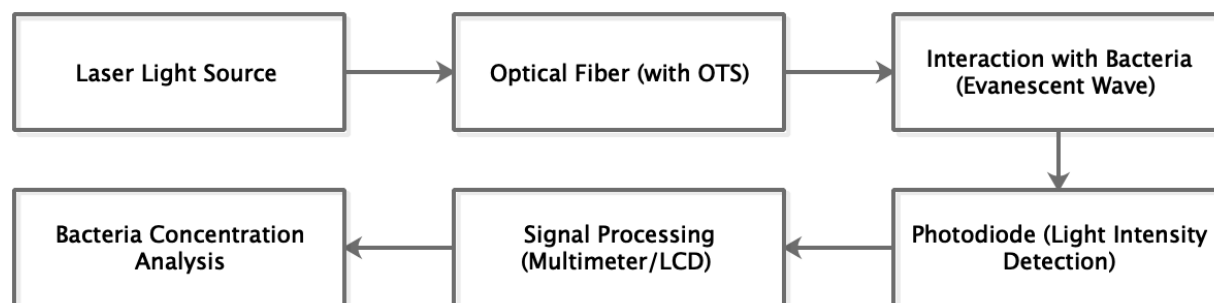 Laser Light Source
Optical Fiber (with OTS)
Interaction with Bacteria
(Evanescent Wave)
Photodiode (Light Intensity
Detection)
Signal Processing
(Multimeter/LCD)
Bacteria Concentration
Analysis